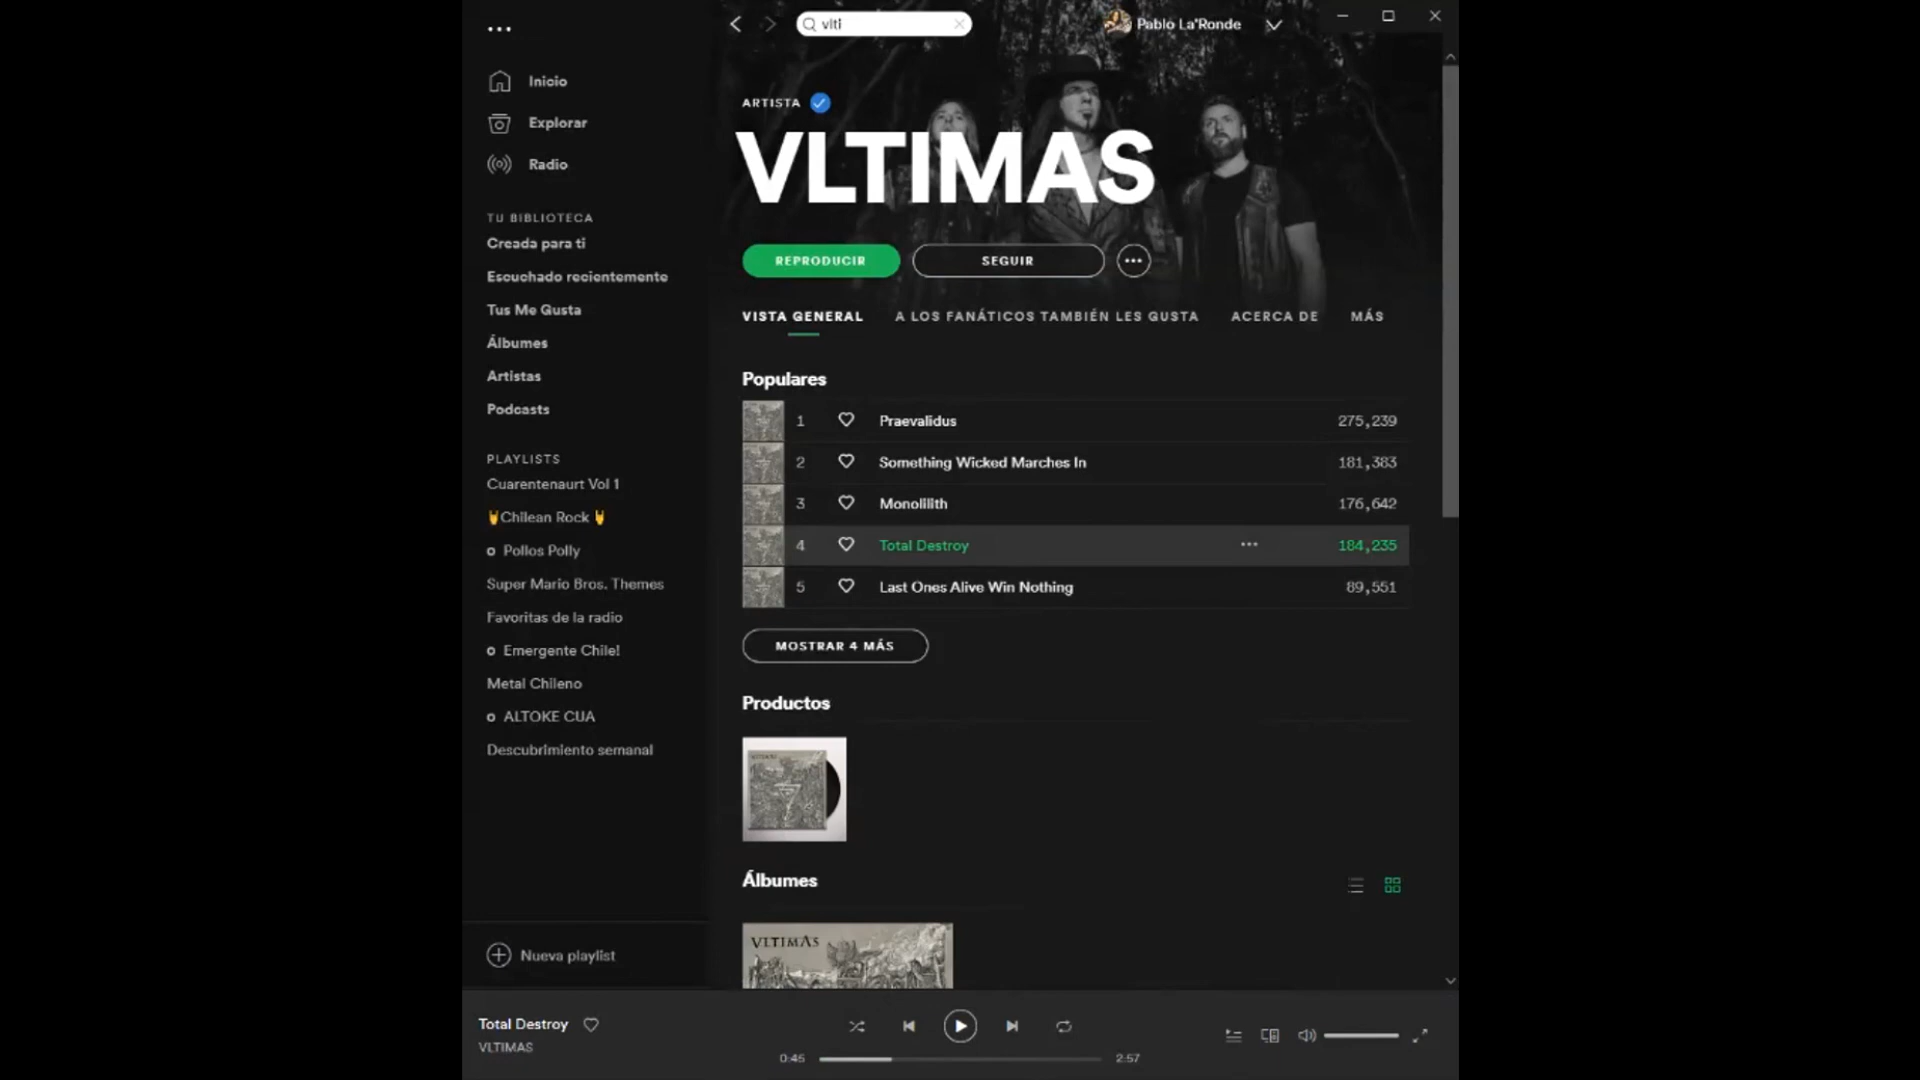 vlti
Pablo La'Ronde
Inicio
Explorar
Radio
TU BIBLIOTECA
Creada para ti
Escuchado recientemente
Tus Me Gusta
Álbumes
Artistas
Podcasts
PLAYLISTS
Cuarentenaurt Vol 1
🤘Chilean Rock 🤘
Pollos Polly
Super Mario Bros. Themes
Favoritas de la radio
Emergente Chile!
Metal Chileno
ALTOKE CUA
Descubrimiento semanal
Nueva playlist
ARTISTA
VLTIMAS
REPRODUCIR
SEGUIR
VISTA GENERAL A LOS FANÁTICOS TAMBIÉN LES GUSTA ACERCA DE MÁS
Populares
1 Praevalidus 275,239
2 Something Wicked Marches In 181,383
3 Monolilith 176,642
4 Total Destroy 184,235
5 Last Ones Alive Win Nothing 89,551
MOSTRAR 4 MÁS
Productos
Álbumes
VLTIMAS
Total Destroy
VLTIMAS
0:45 2:57